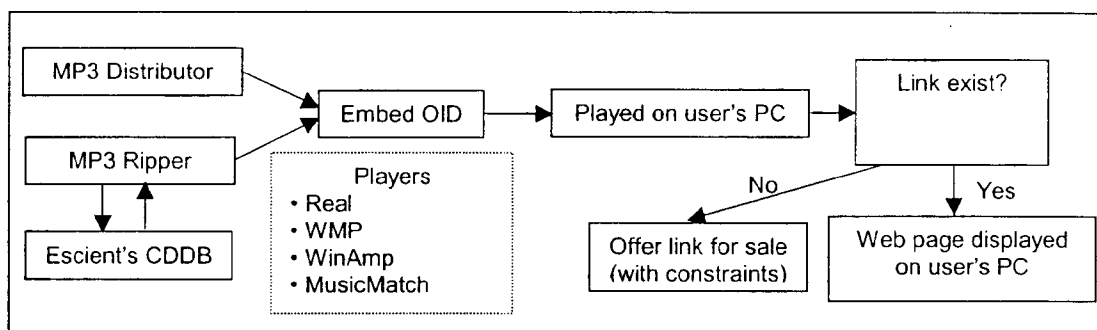 MP3 Distributor
MP3 Ripper
Escient's CDDB
Embed OID
Players
• Real
• WMP
• WinAmp
• MusicMatch
Played on user's PC
Link exist?
No
Yes
Offer link for sale
(with constraints)
Web page displayed
on user's PC